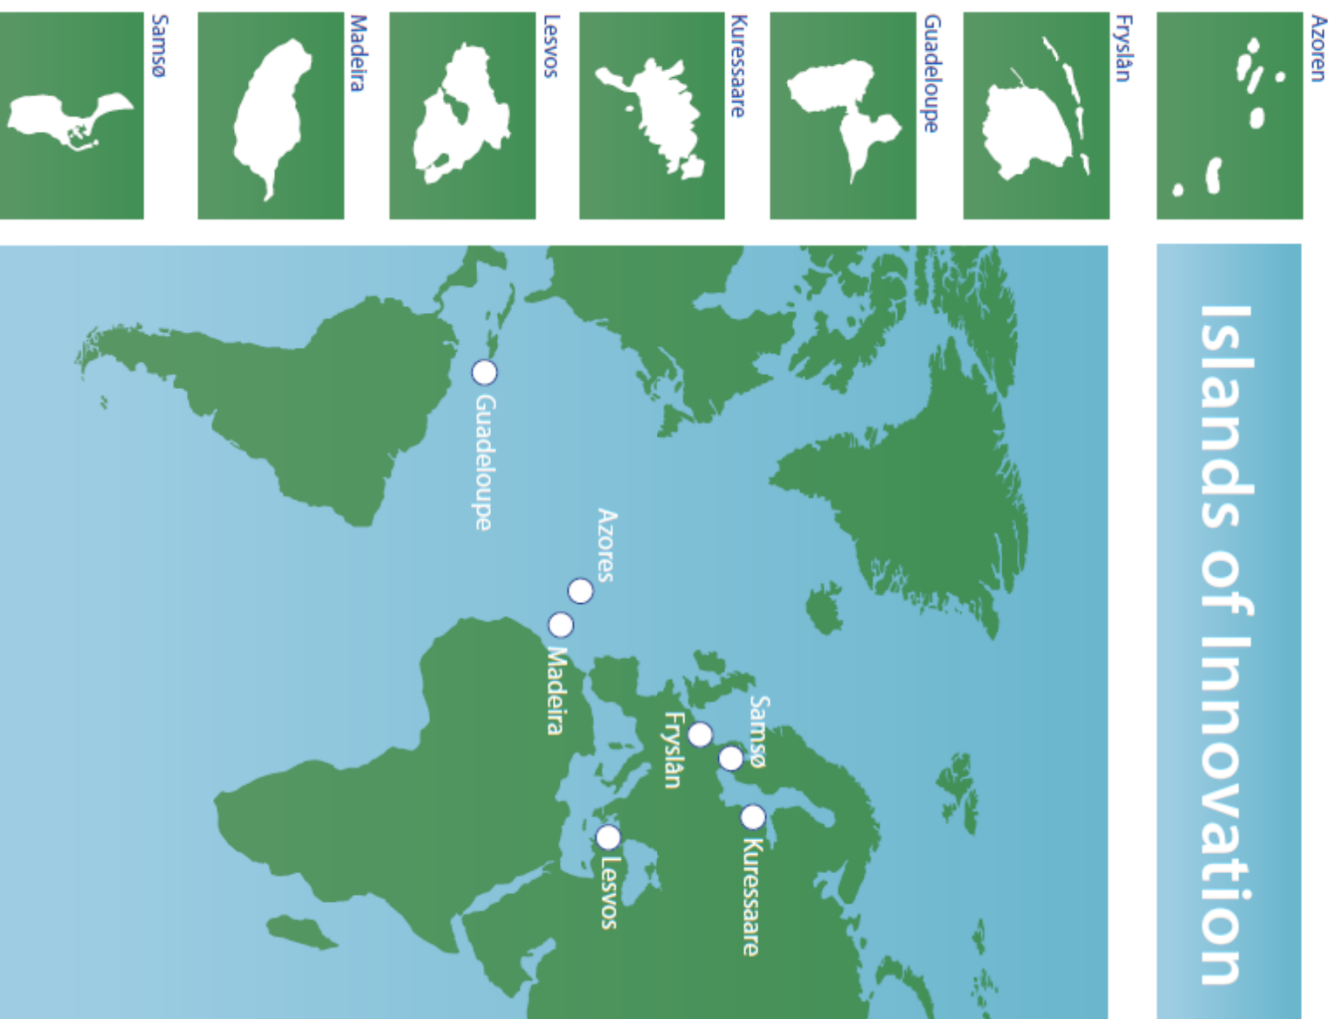 Islands of Innovation
Azoren
Fryslân
Guadeloupe
Kuressaare
Lesvos
Madeira
Samsø
Samsø
Kuressaare
Fryslân
Azores
Lesvos
Madeira
Guadeloupe